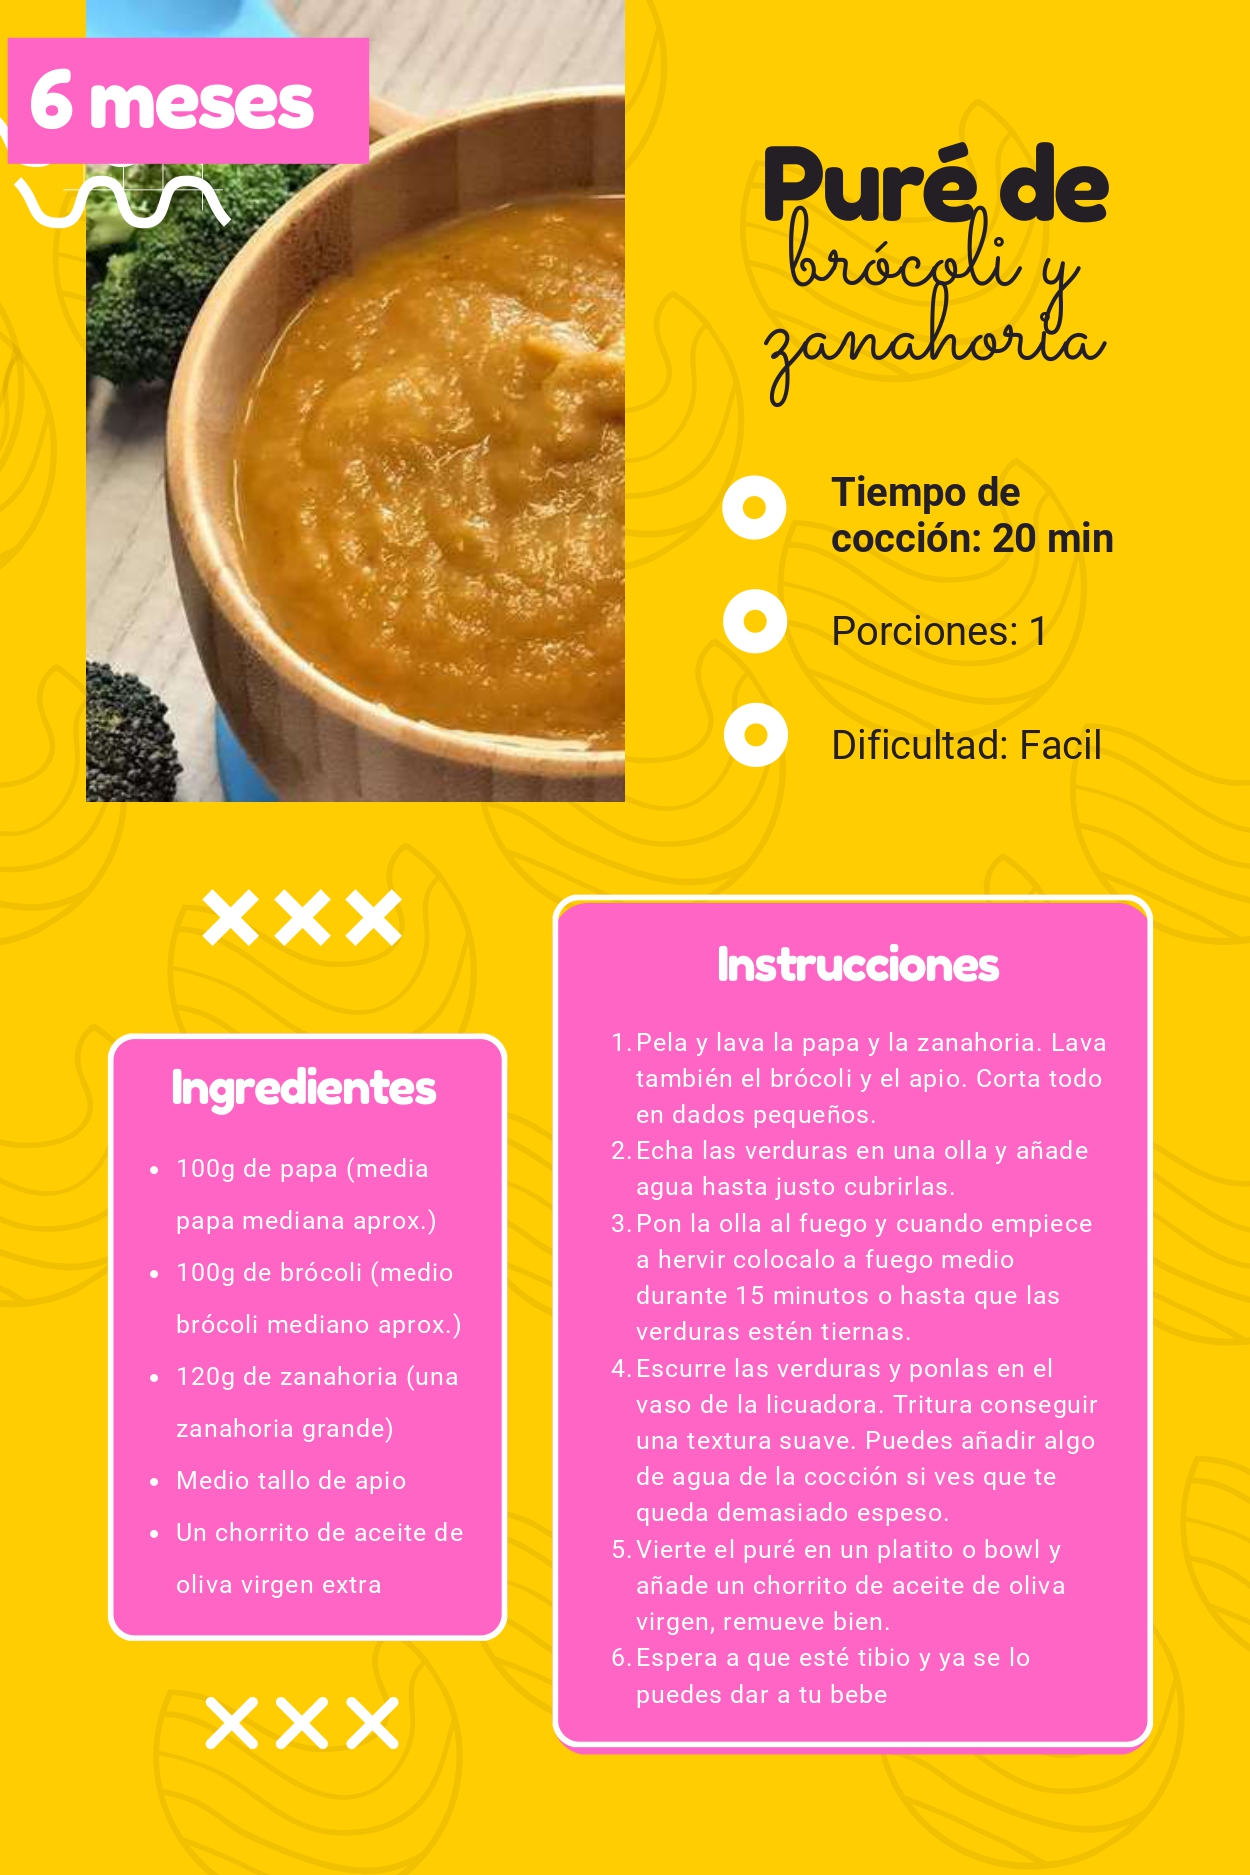 6 meses
Puré de
brócoli y
zanahoria
Tiempo de
cocción: 20 min
Porciones: 1
Dificultad: Facil
Ingredientes
• 100g de papa (media
papa mediana aprox.)
• 100g de brócoli (medio
brócoli mediano aprox.)
• 120g de zanahoria (una
zanahoria grande)
• Medio tallo de apio
• Un chorrito de aceite de
oliva virgen extra
Instrucciones
1. Pela y lava la papa y la zanahoria. Lava
también el brócoli y el apio. Corta todo
en dados pequeños.
2. Echa las verduras en una olla y añade
agua hasta justo cubrirlas.
3. Pon la olla al fuego y cuando empiece
a hervir colocalo a fuego medio
durante 15 minutos o hasta que las
verduras estén tiernas.
4. Escurre las verduras y ponlas en el
vaso de la licuadora. Tritura conseguir
una textura suave. Puedes añadir algo
de agua de la cocción si ves que te
queda demasiado espeso.
5. Vierte el puré en un platito o bowl y
añade un chorrito de aceite de oliva
virgen, remueve bien.
6. Espera a que esté tibio y ya se lo
puedes dar a tu bebe